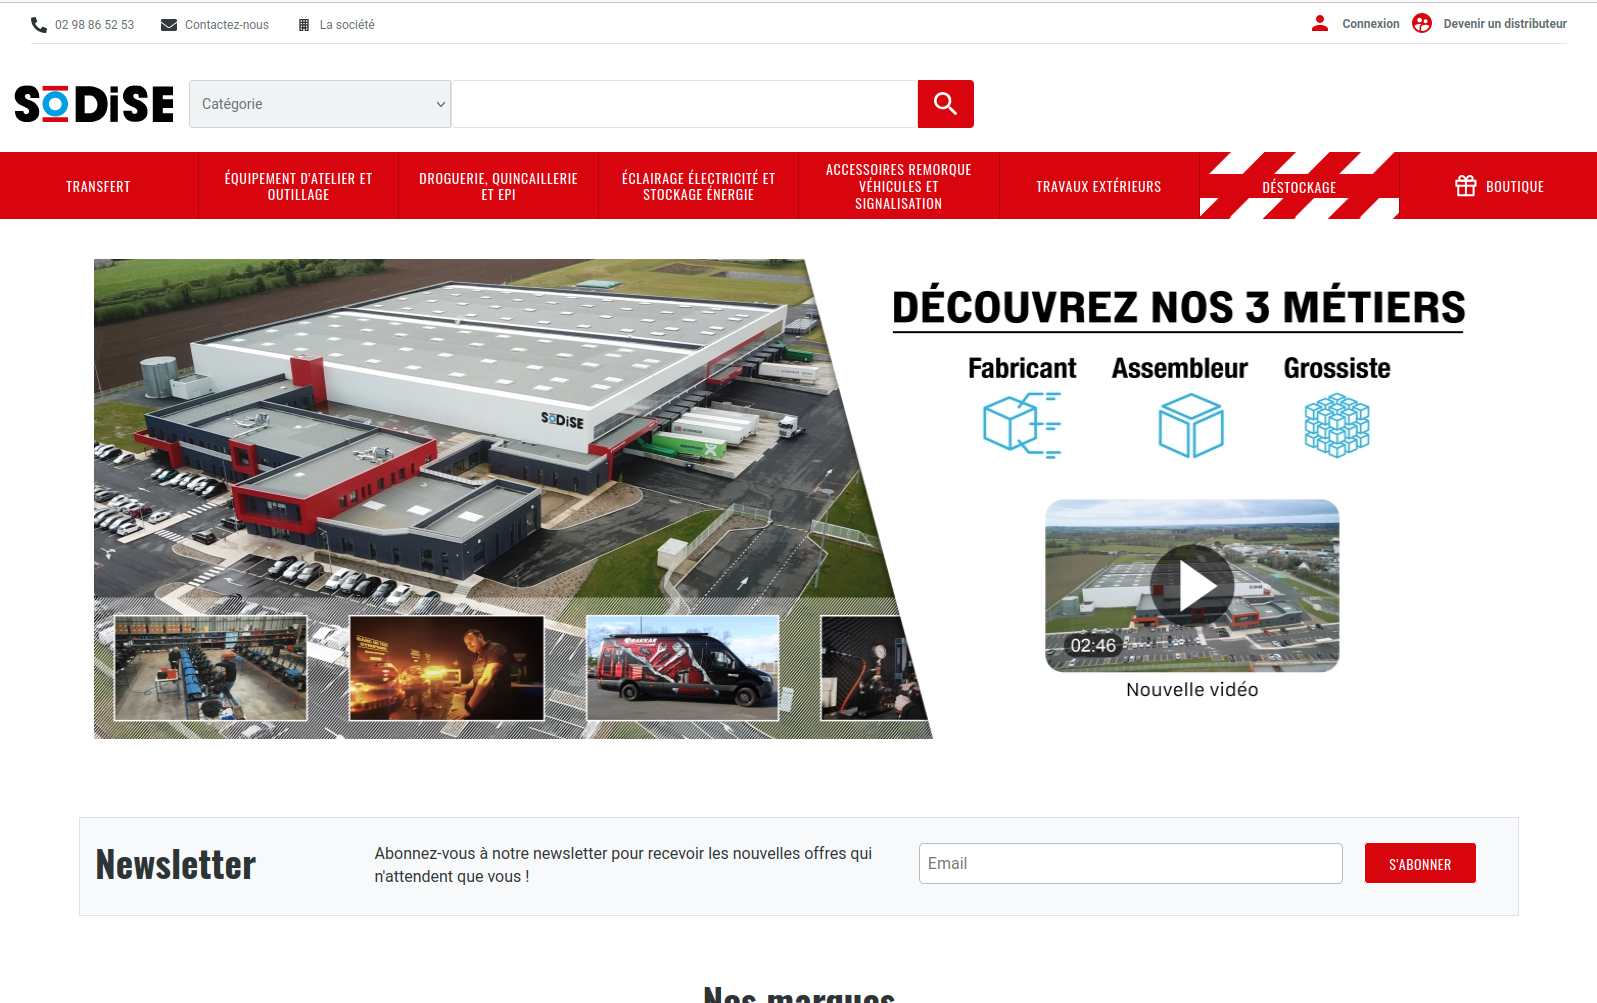 02 98 86 52 53
Contactez-nous
La société
Connexion
Devenir un distributeur
SODiSE
Catégorie
TRANSFERT
ÉQUIPEMENT D'ATELIER ET
OUTILLAGE
DROGUERIE, QUINCAILLERIE
ET EPI
ÉCLAIRAGE ÉLECTRICITÉ ET
STOCKAGE ÉNERGIE
ACCESSOIRES REMORQUE
VÉHICULES ET
SIGNALISATION
TRAVAUX EXTÉRIEURS
DÉSTOCKAGE
BOUTIQUE
SODiSE
DÉCOUVREZ NOS 3 MÉTIERS
Fabricant
Assembleur
Grossiste
02:46
Nouvelle vidéo
Newsletter
Abonnez-vous à notre newsletter pour recevoir les nouvelles offres qui
n'attendent que vous !
Email
S'ABONNER
Nos marques